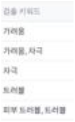 검출 키워드
가려움
가려움, 자극
자극
트러블
피부 트러블, 트러블